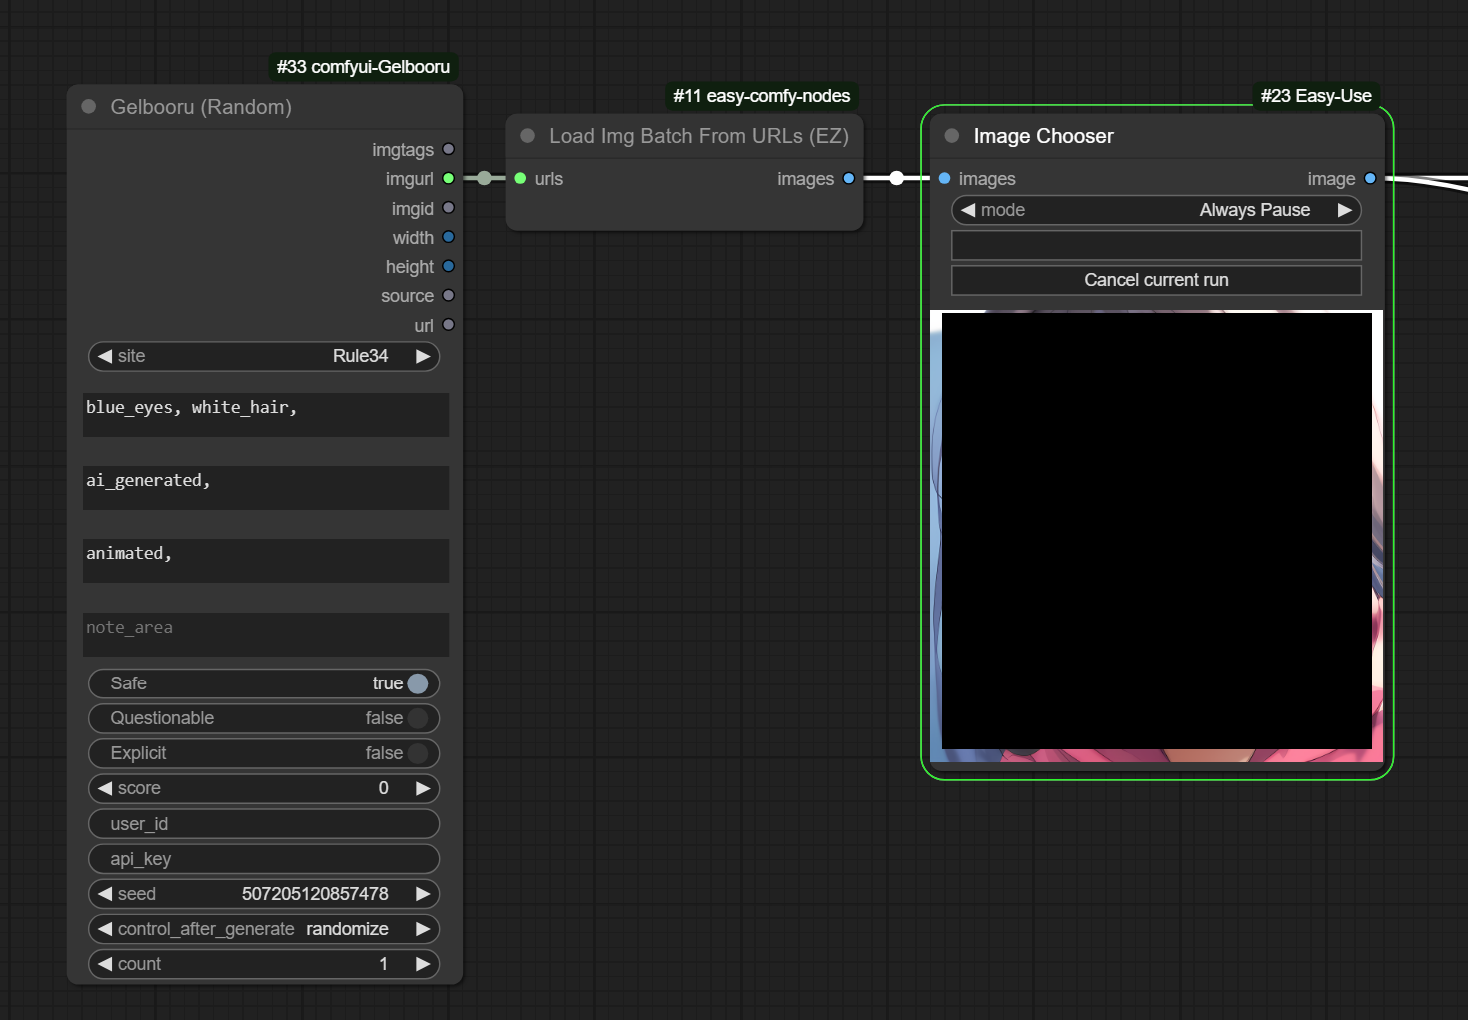 #33 comfyui-Gelbooru
Gelbooru (Random)
imgtags
imgurl
imgid
width
height
source
url
site Rule34
blue_eyes, white_hair,
ai_generated,
animated,
note_area
Safe true
Questionable false
Explicit false
score 0
user_id
api_key
seed 507205120857478
control_after_generate randomize
count 1
#11 easy-comfy-nodes
Load Img Batch From URLs (EZ)
urls images
#23 Easy-Use
Image Chooser
images image
mode Always Pause
Cancel current run